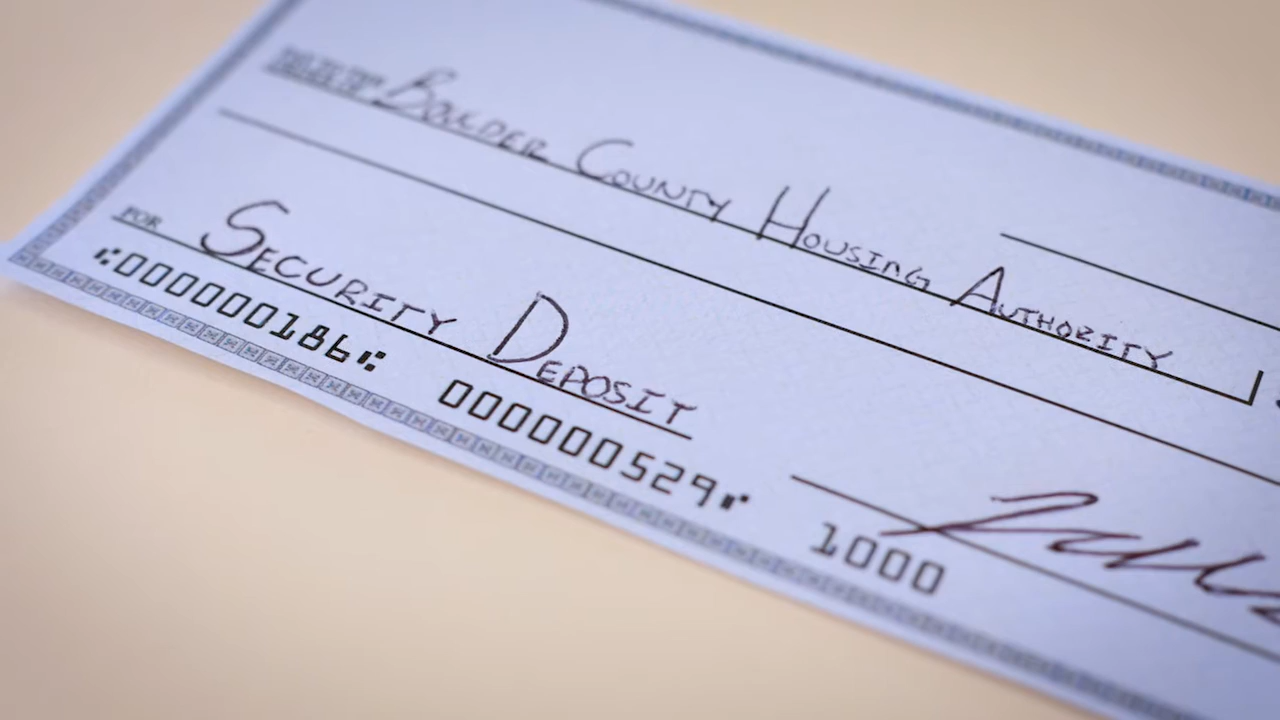 BOULDER COUNTY HOUSING AUTHORITY
FOR SECURITY DEPOSIT
⑆000000186⑆ 000000529⑈ 1000